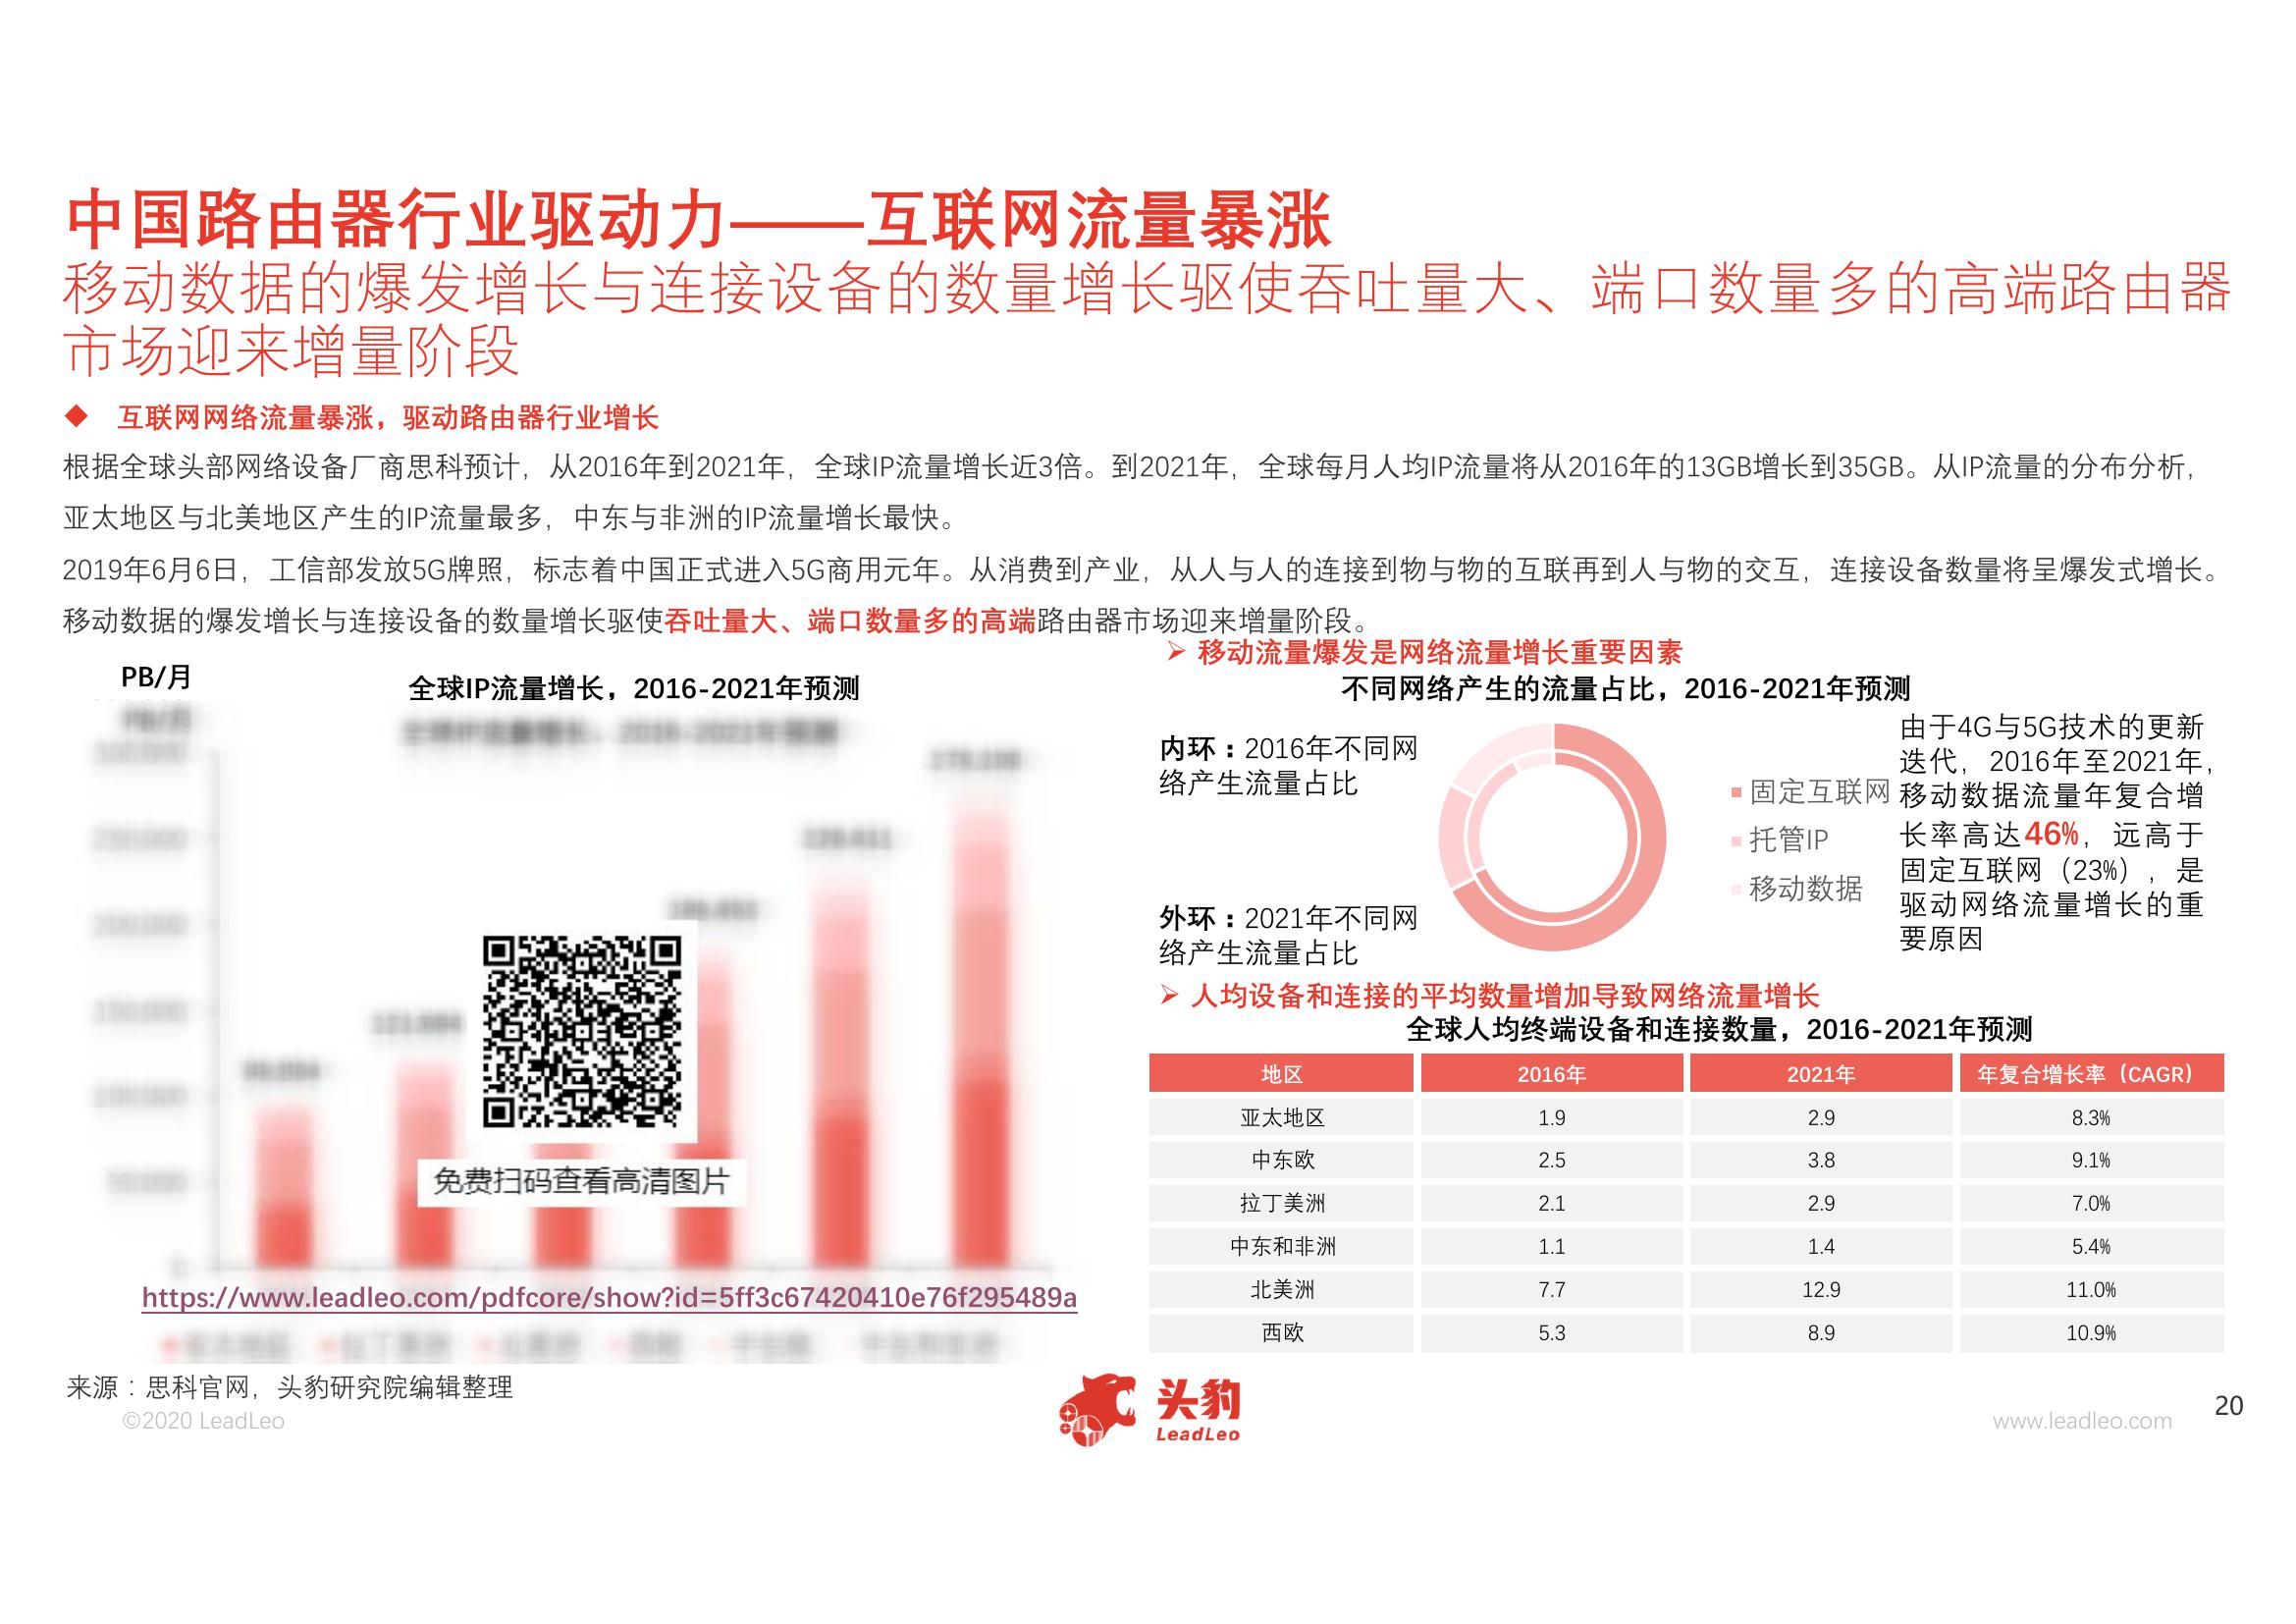 中国路由器行业驱动力——互联网流量暴涨
移动数据的爆发增长与连接设备的数量增长驱使吞吐量大、端口数量多的高端路由器
市场迎来增量阶段
◆ 互联网网络流量暴涨，驱动路由器行业增长
根据全球头部网络设备厂商思科预计，从2016年到2021年，全球IP流量增长近3倍。到2021年，全球每月人均IP流量将从2016年的13GB增长到35GB。从IP流量的分布分析，
亚太地区与北美地区产生的IP流量最多，中东与非洲的IP流量增长最快。
2019年6月6日，工信部发放5G牌照，标志着中国正式进入5G商用元年。从消费到产业，从人与人的连接到物与物的互联再到人与物的交互，连接设备数量将呈爆发式增长。
移动数据的爆发增长与连接设备的数量增长驱使吞吐量大、端口数量多的高端路由器市场迎来增量阶段。
PB/月
全球IP流量增长，2016-2021年预测
免费扫码查看高清图片
https://www.leadleo.com/pdfcore/show?id=5ff3c67420410e76f295489a
➢ 移动流量爆发是网络流量增长重要因素
不同网络产生的流量占比，2016-2021年预测
内环：2016年不同网
络产生流量占比
外环：2021年不同网
络产生流量占比
固定互联网
托管IP
移动数据
由于4G与5G技术的更新
迭代，2016年至2021年，
移动数据流量年复合增
长率高达46%，远高于
固定互联网（23%），是
驱动网络流量增长的重
要原因
➢ 人均设备和连接的平均数量增加导致网络流量增长
全球人均终端设备和连接数量，2016-2021年预测
地区 2016年 2021年 年复合增长率（CAGR）
亚太地区 1.9 2.9 8.3%
中东欧 2.5 3.8 9.1%
拉丁美洲 2.1 2.9 7.0%
中东和非洲 1.1 1.4 5.4%
北美洲 7.7 12.9 11.0%
西欧 5.3 8.9 10.9%
来源：思科官网，头豹研究院编辑整理
©2020 LeadLeo
头豹
LeadLeo
www.leadleo.com
20